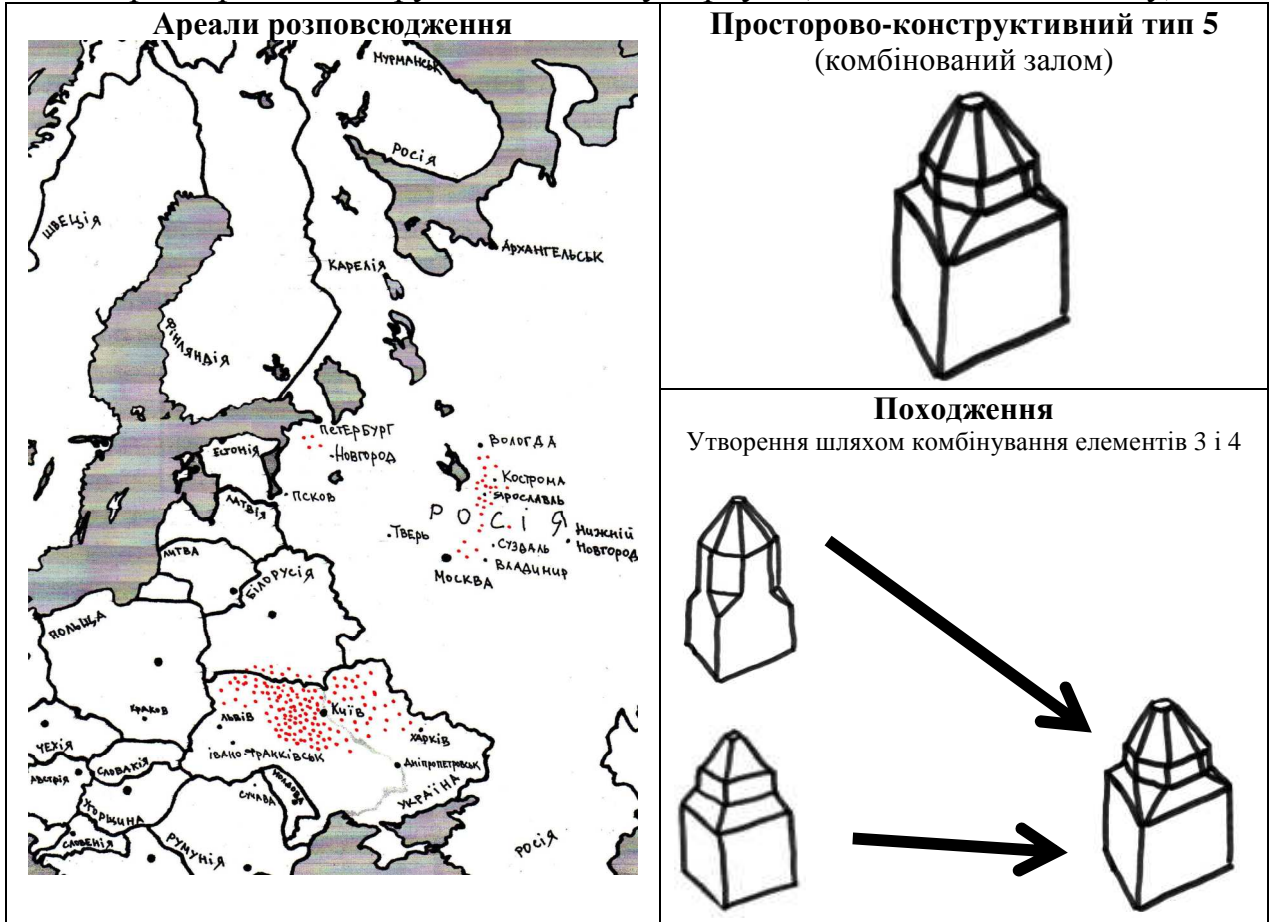 Ареали розповсюдження
МУРМАНСЬК
РОСІЯ
ШВЕЦІЯ
АРХАНГЕЛЬСЬК
КАРЕЛІЯ
ФІНЛЯНДІЯ
ПЕТЕРБУРГ
ВОЛОГДА
ЕСТОНІЯ
НОВГОРОД
КОСТРОМА
ПСКОВ
ЯРОСЛАВЛЬ
ЛАТВІЯ
РОСІЯ
НИЖНІЙ
НОВГОРОД
ТВЕРЬ
СУЗДАЛЬ
ЛИТВА
ВЛАДИМИР
МОСКВА
БІЛОРУСІЯ
ПОЛЬЩА
КРАКОВ
ЛЬВІВ
КИЇВ
ХАРКІВ
ЧЕХІЯ
ІВАНО-ФРАНКІВСЬК
СЛОВАКІЯ
ДНІПРОПЕТРОВСЬК
АВСТРІЯ
МОЛДОВА
СУЧАВА
УКРАЇНА
УГОРЩИНА
СЛОВЕНІЯ
РУМУНІЯ
РОСІЯ
Просторово-конструктивний тип 5
(комбінований залом)
Походження
Утворення шляхом комбінування елементів 3 і 4